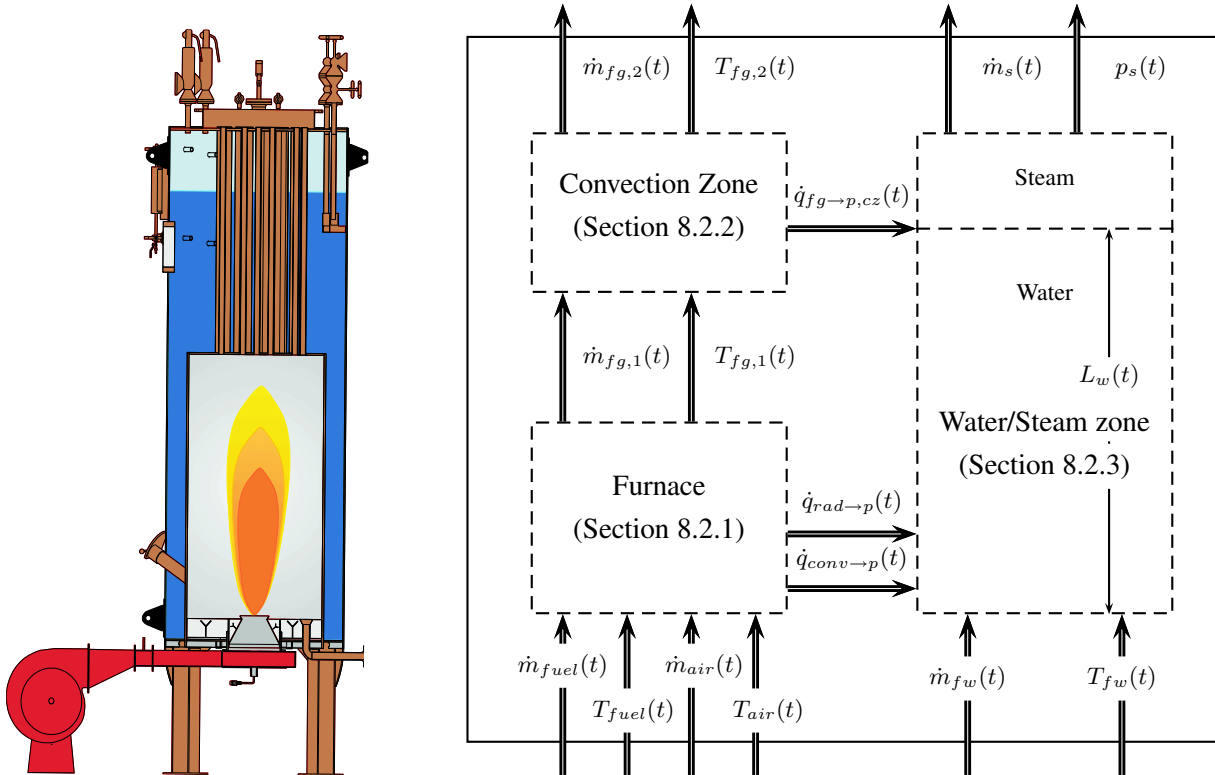 ṁ_{fg,2}(t)
T_{fg,2}(t)
ṁ_s(t)
p_s(t)
Convection Zone
(Section 8.2.2)
q̇_{fg→p,cz}(t)
Steam
Water
ṁ_{fg,1}(t)
T_{fg,1}(t)
L_w(t)
Furnace
(Section 8.2.1)
q̇_{rad→p}(t)
q̇_{conv→p}(t)
Water/Steam zone
(Section 8.2.3)
ṁ_{fuel}(t)
ṁ_{air}(t)
T_{fuel}(t)
T_{air}(t)
ṁ_{fw}(t)
T_{fw}(t)